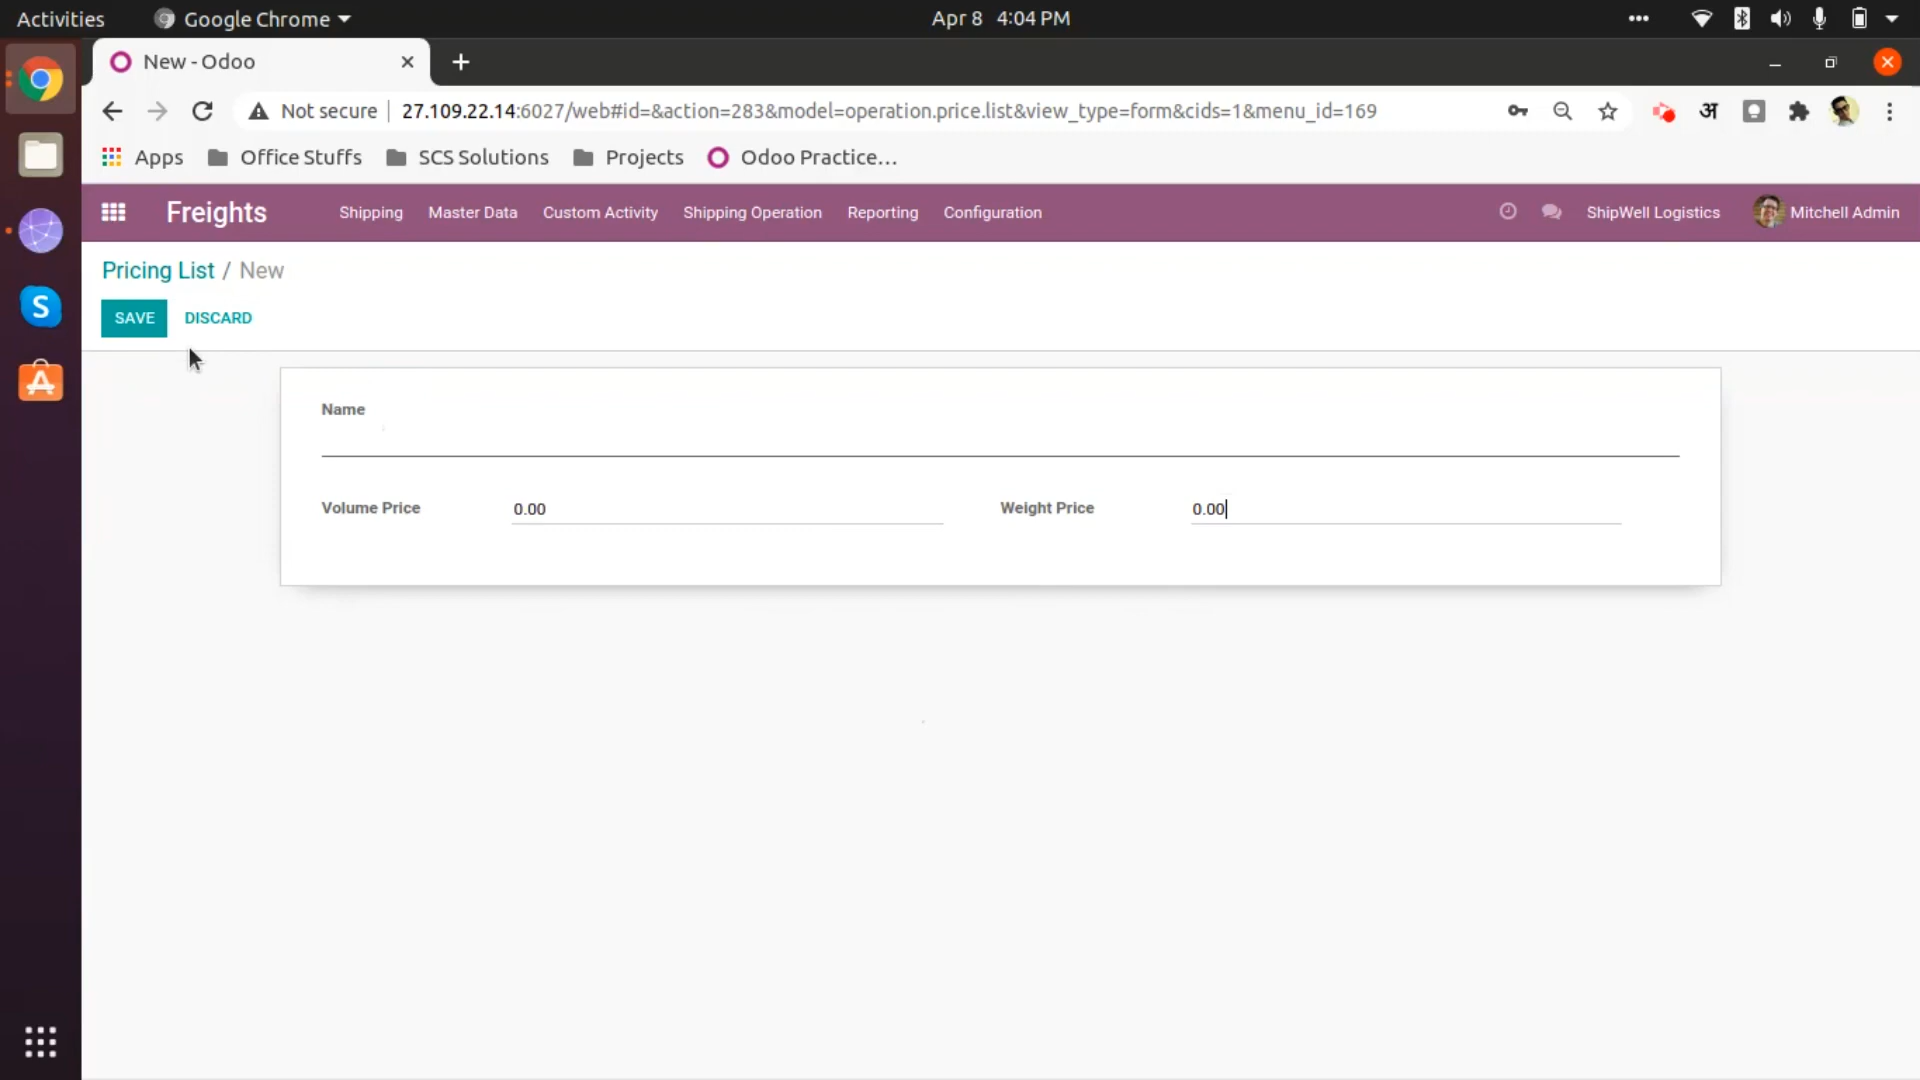 Activities Google Chrome Apr 8 4:04 PM
New - Odoo
Not secure 27.109.22.14:6027/web#id=&action=283&model=operation.price.list&view_type=form&cids=1&menu_id=169 अ
Apps Office Stuffs SCS Solutions Projects Odoo Practice...
Freights Shipping Master Data Custom Activity Shipping Operation Reporting Configuration ShipWell Logistics Mitchell Admin
Pricing List / New
SAVE DISCARD
Name
Volume Price 0.00 Weight Price 0.00